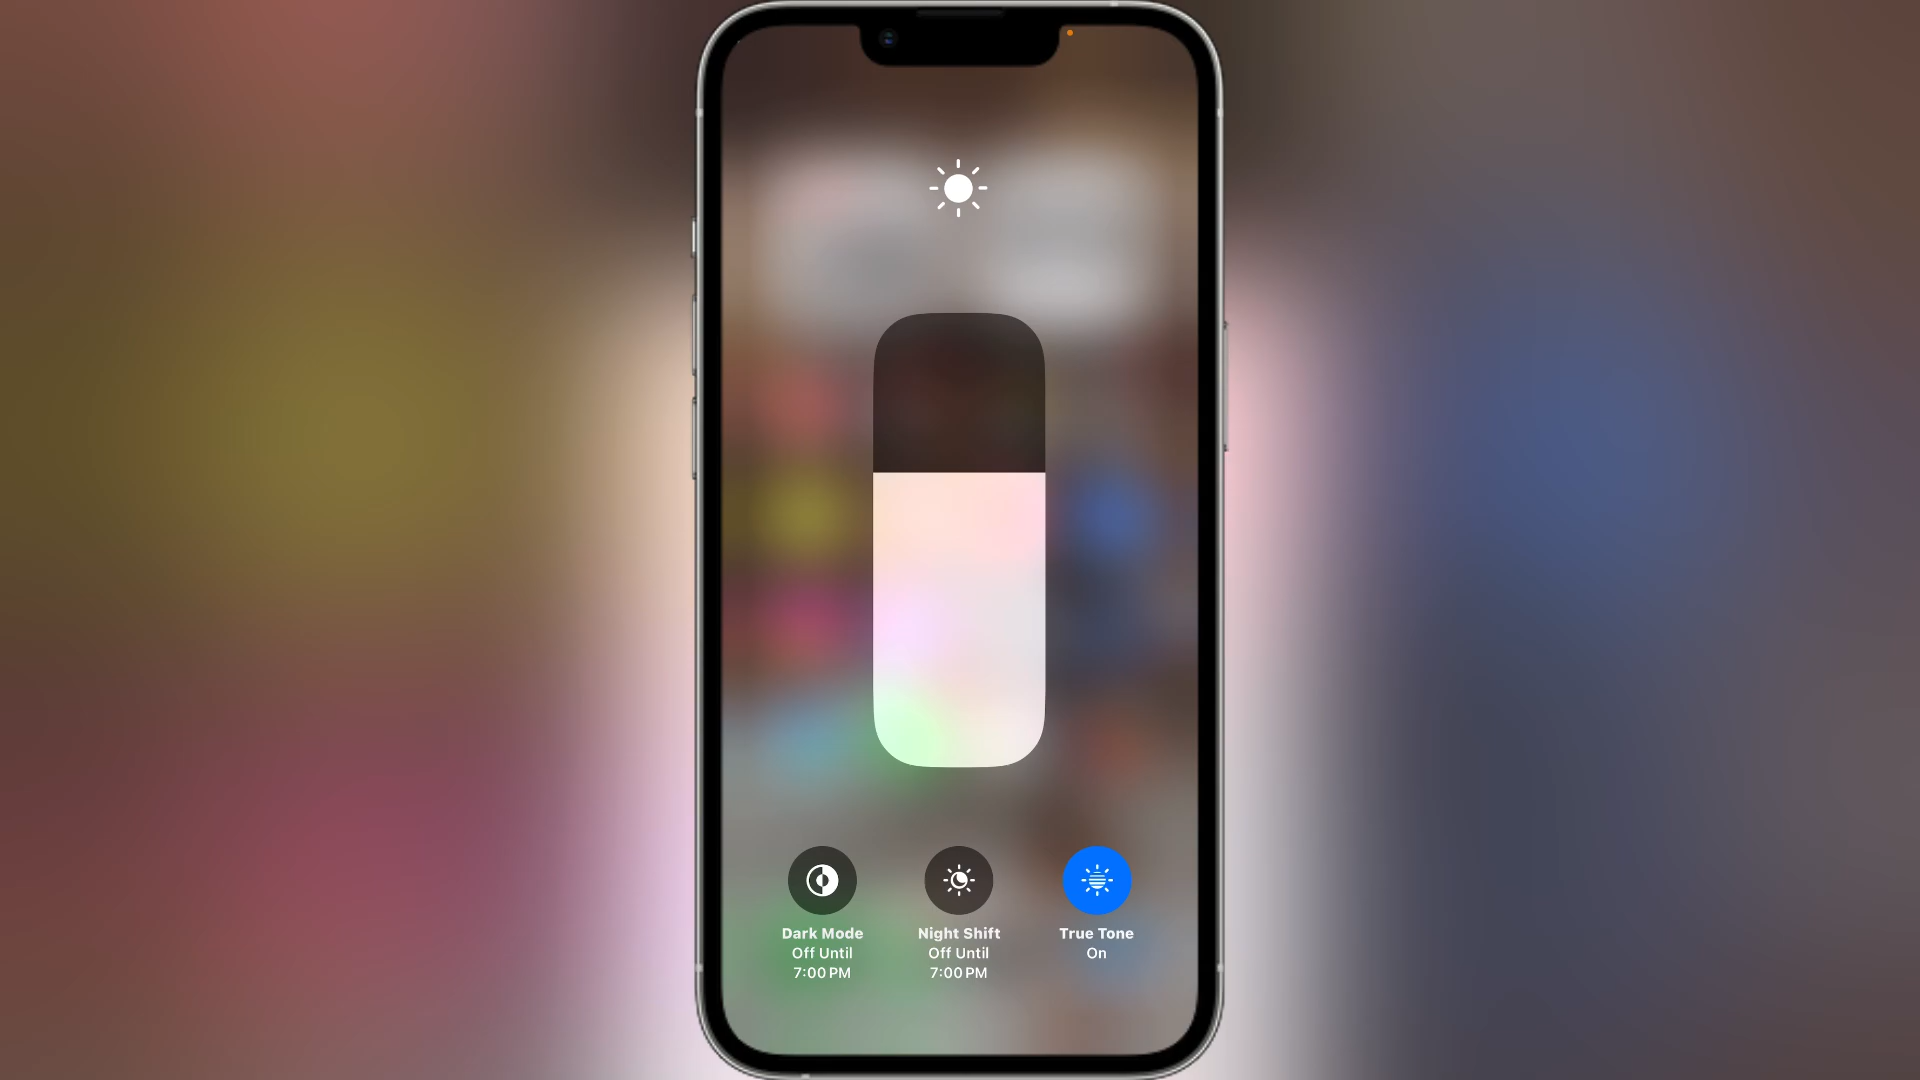 Dark Mode
Off Until
7:00 PM
Night Shift
Off Until
7:00 PM
True Tone
On